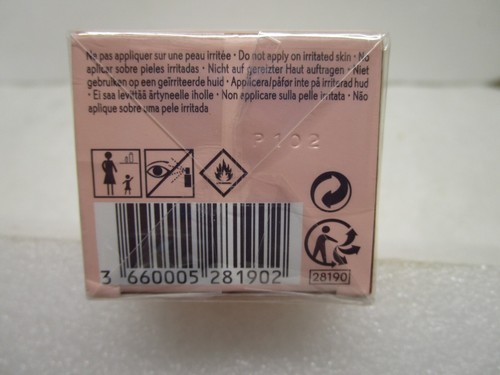 Ne pas appliquer sur une peau irritée • Do not apply on irritated skin • No
aplicar sobre pieles irritadas • Nicht auf gereizter Haut auftragen • Niet
gebruiken op een geïrriteerde huid • Applicera/påfør inte på irriterad hud
• Ei saa levittää ärtyneelle iholle • Non applicare sulla pelle irritata • Não
aplique sobre uma pele irritada
P102
3 660005 281902
28190